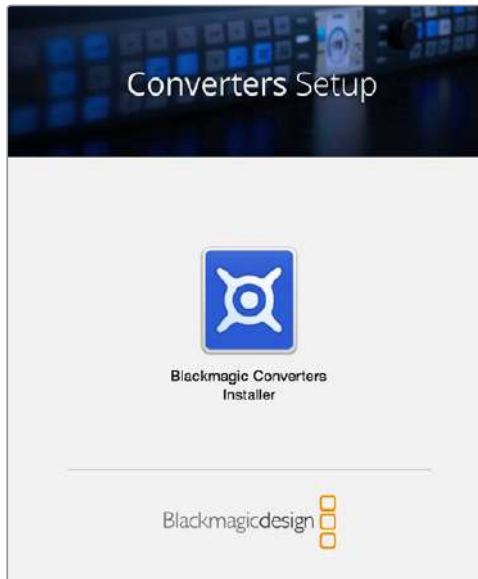 Converters Setup
Blackmagic Converters
Installer
Blackmagicdesign